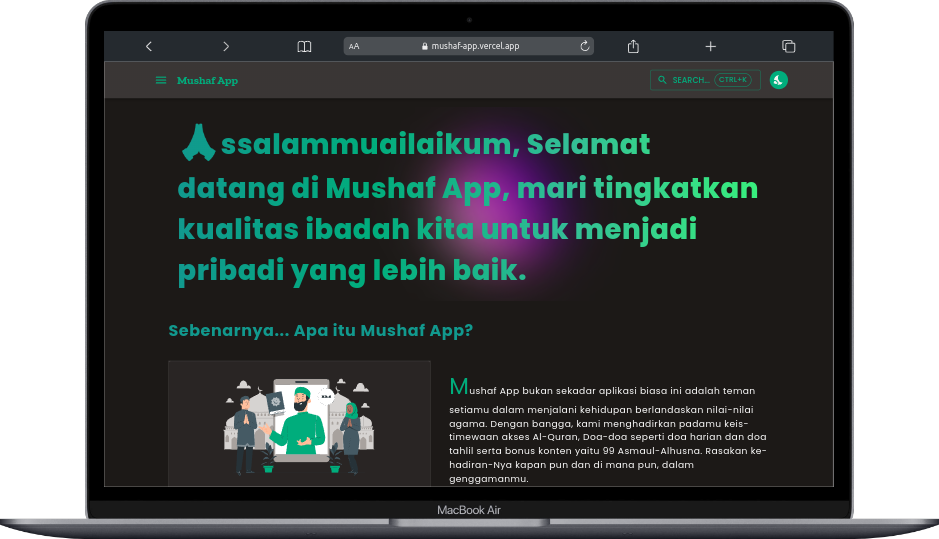 AA mushaf-app.vercel.app
Mushaf App SEARCH... CTRL+K
ssalammuailaikum, Selamat
datang di Mushaf App, mari tingkatkan
kualitas ibadah kita untuk menjadi
pribadi yang lebih baik.
Sebenarnya... Apa itu Mushaf App?
Mushaf App bukan sekadar aplikasi biasa ini adalah teman
setiamu dalam menjalani kehidupan berlandaskan nilai-nilai
agama. Dengan bangga, kami menghadirkan padamu keis-
timewaan akses Al-Quran, Doa-doa seperti doa harian dan doa
tahlil serta bonus konten yaitu 99 Asmaul-Alhusna. Rasakan ke-
hadiran-Nya kapan pun dan di mana pun, dalam
genggamanmu.
MacBook Air